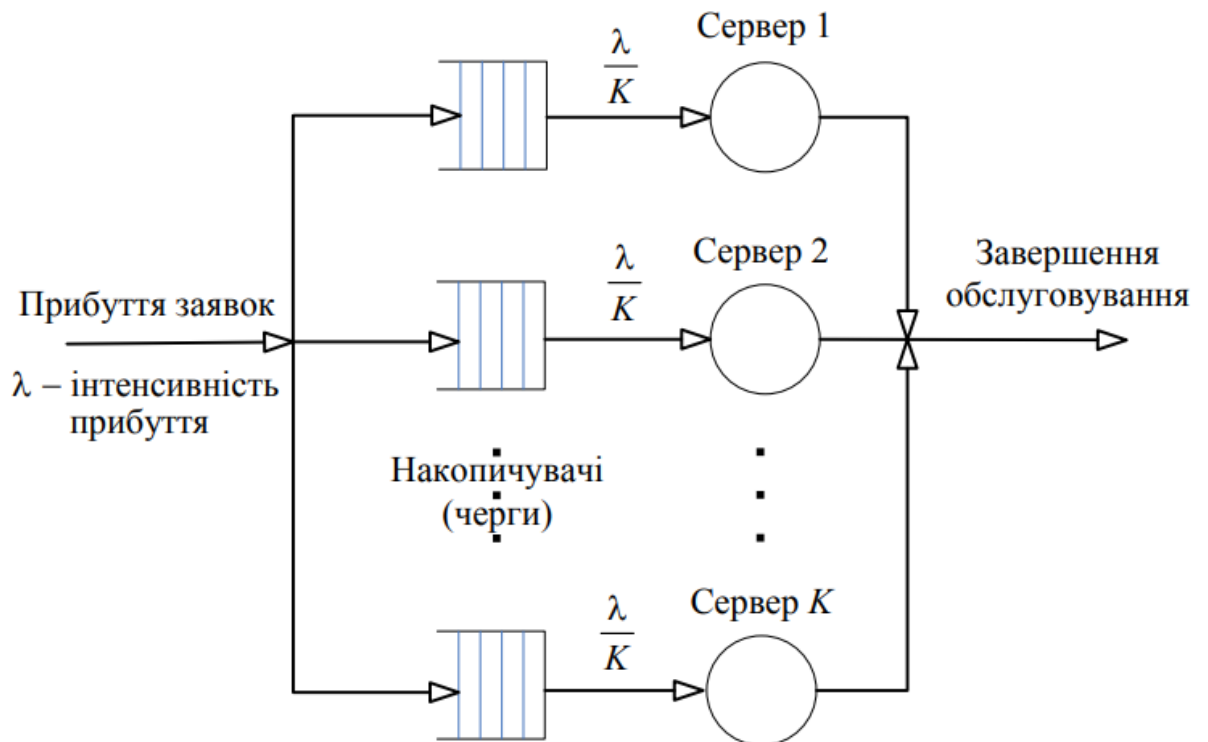 Сервер 1
λ
K
Сервер 2
λ
K
Завершення
обслуговування
Прибуття заявок
λ – інтенсивність
прибуття
Накопичувачі
(черги)
Сервер K
λ
K